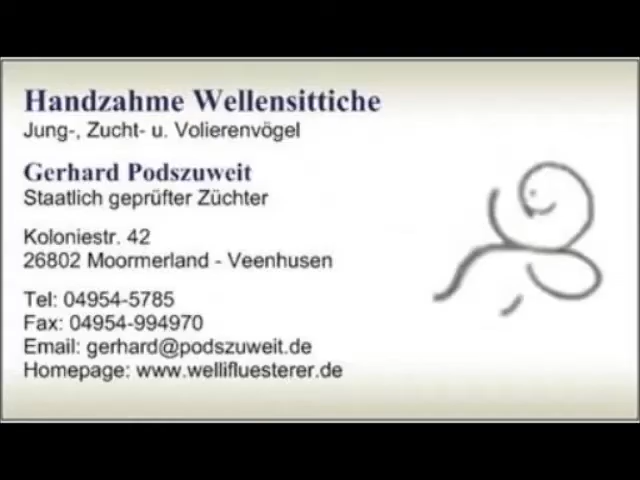 Handzahme Wellensittiche
Jung-, Zucht- u. Volierenvögel
Gerhard Podszuweit
Staatlich geprüfter Züchter
Koloniestr. 42
26802 Moormerland - Veenhusen
Tel: 04954-5785
Fax: 04954-994970
Email: gerhard@podszuweit.de
Homepage: www.wellifluesterer.de